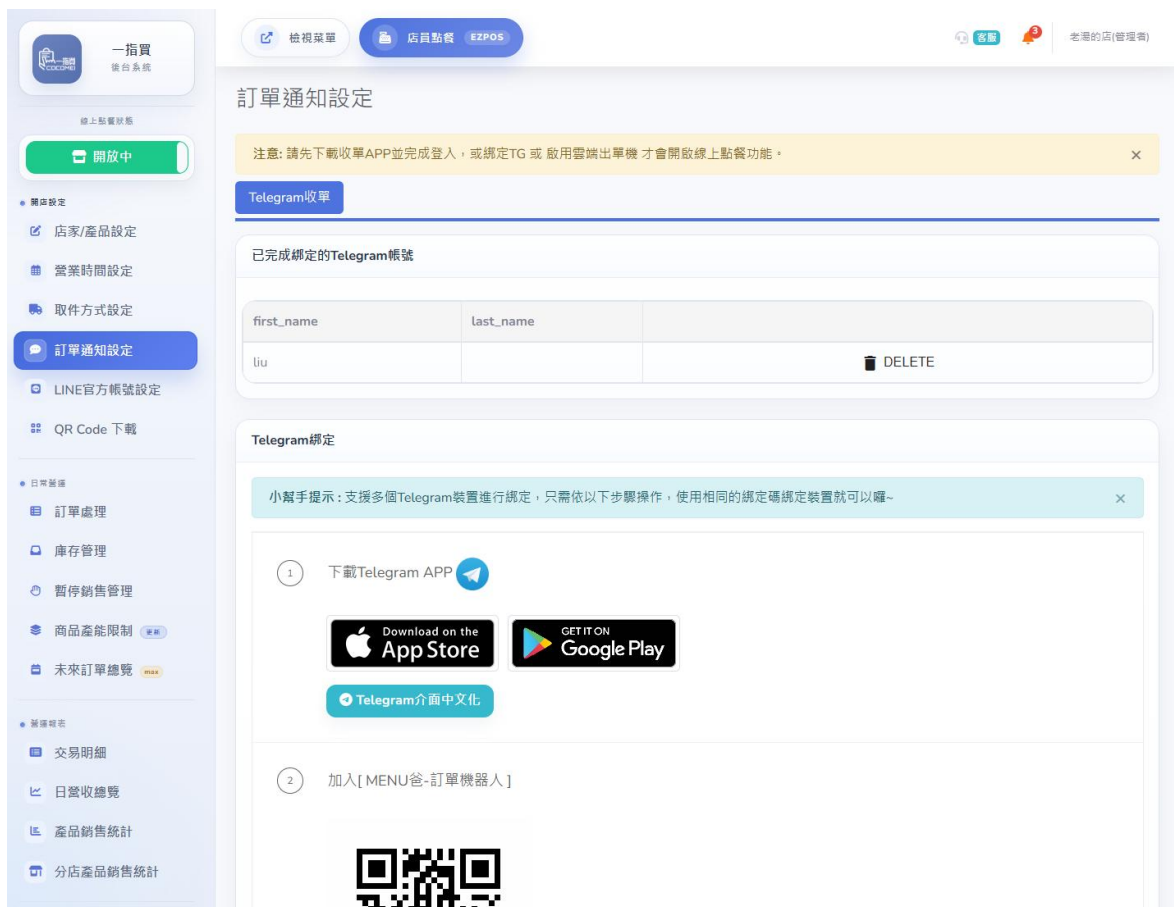 一指買
後台系統
一指買
COCOMEI
線上點餐狀態
開放中
開店設定
店家/產品設定
營業時間設定
取件方式設定
訂單通知設定
LINE官方帳號設定
QR Code 下載
日常營運
訂單處理
庫存管理
暫停銷售管理
商品產能限制 更新
未來訂單總覽 max
營運報表
交易明細
日營收總覽
產品銷售統計
分店產品銷售統計
檢視菜單
店員點餐 EZPOS
客服
3
老湯的店(管理者)
訂單通知設定
注意: 請先下載收單APP並完成登入，或綁定TG 或 啟用雲端出單機 才會開啟線上點餐功能。
×
Telegram收單
已完成綁定的Telegram帳號
first_name last_name
liu DELETE
Telegram綁定
小幫手提示 : 支援多個Telegram裝置進行綁定，只需依以下步驟操作，使用相同的綁定碼綁定裝置就可以囉~
×
1 下載Telegram APP
Download on the
App Store
GET IT ON
Google Play
Telegram介面中文化
2 加入[ MENU爸-訂單機器人 ]